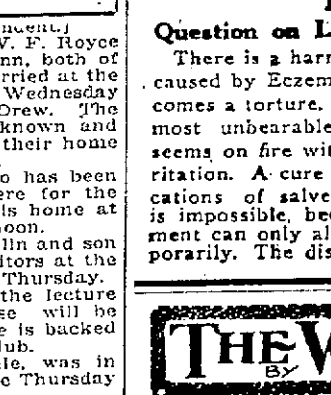 V. F. Royce
nn, both of
rried at the
Wednesday
Drew. The
known and
their home
o has been
ere for the
is home at
noon.
llin and son
itors at the
Thursday.
the lecture
se will be
e is backed
lub.
le, was in
e Thursday
Question on L
There is a harr
caused by Eczem
comes a torture.
most unbearable
seems on fire wit
ritation. A cure
cations of salve
is impossible, bec
ment can only al
porarily. The dis
THE W
BY